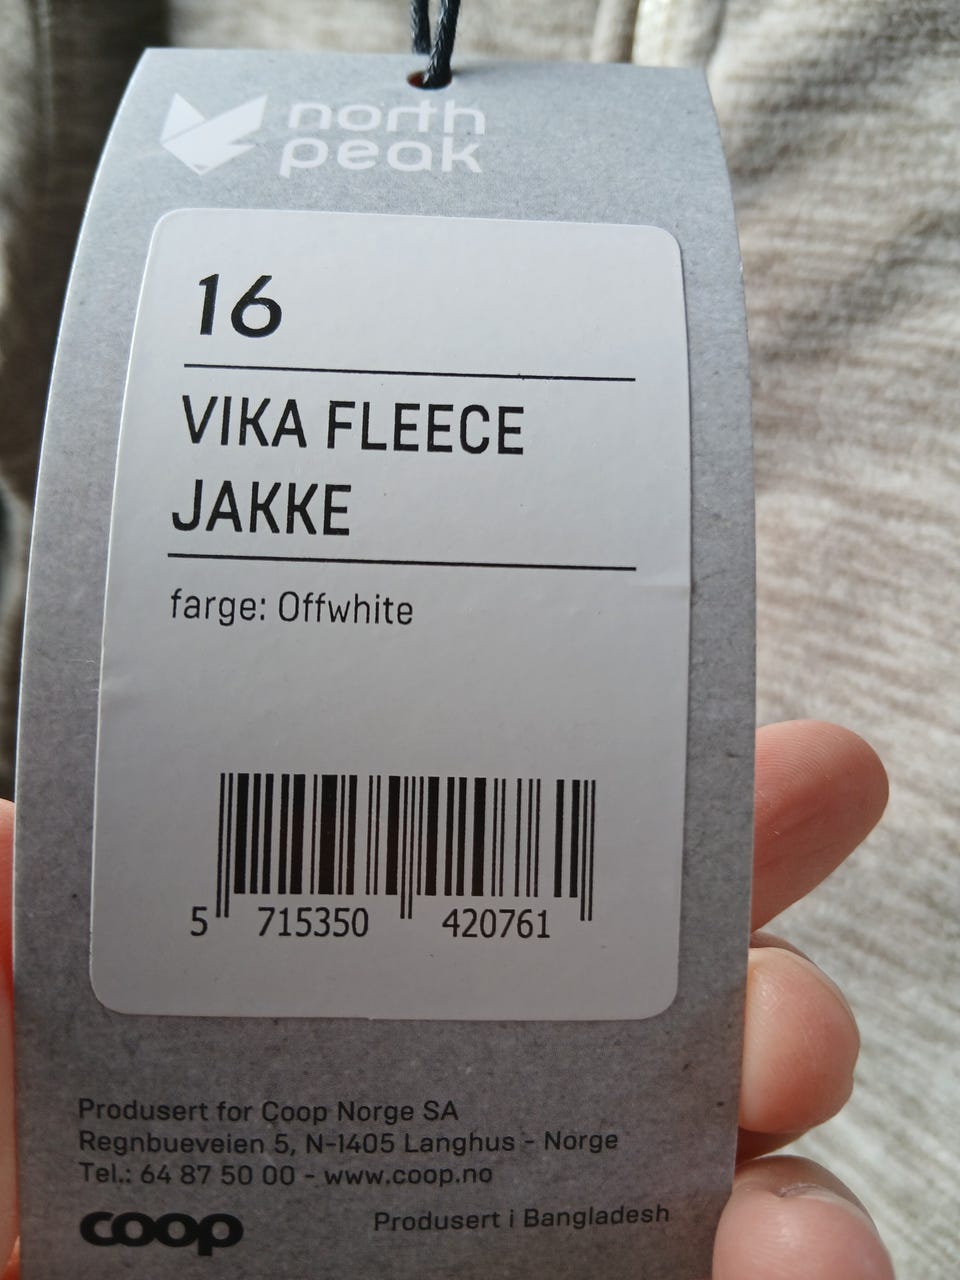 north
peak
16
VIKA FLEECE
JAKKE
farge: Offwhite
5 715350 420761
Produsert for Coop Norge SA
Regnbueveien 5, N-1405 Langhus - Norge
Tel.: 64 87 50 00 - www.coop.no
coop Produsert i Bangladesh